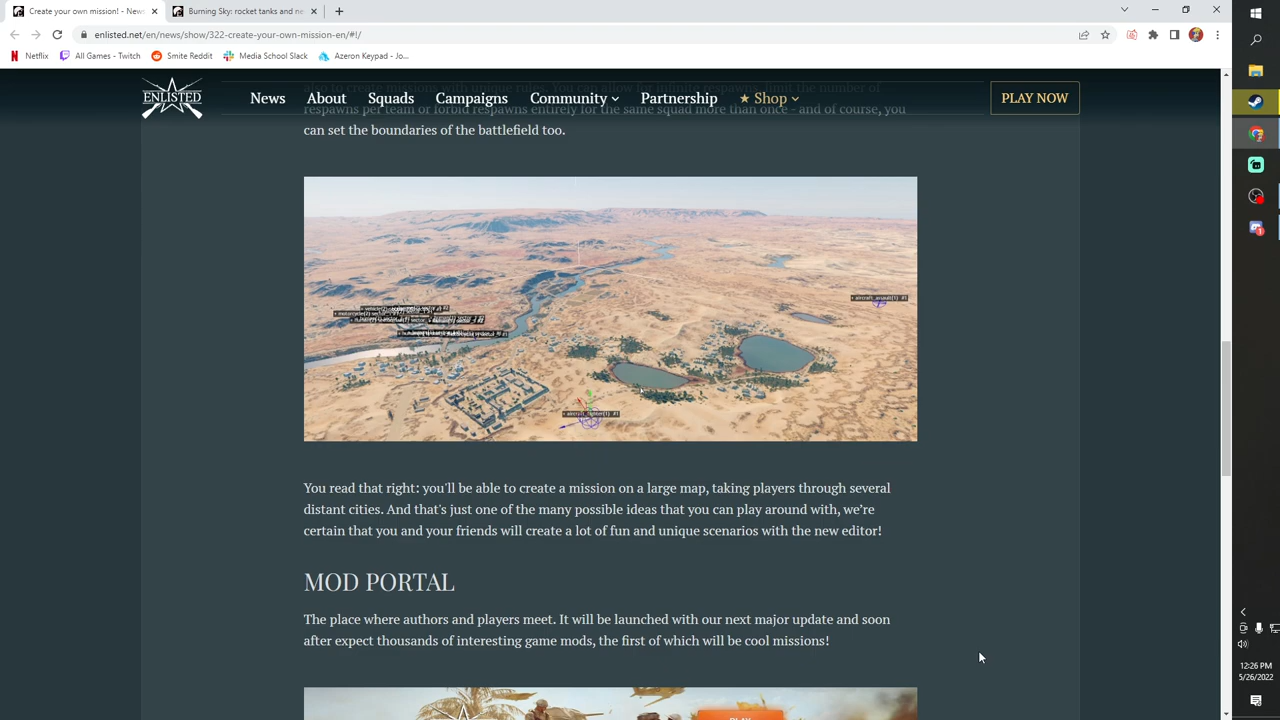 Create your own mission! - News
Burning Sky: rocket tanks and ne
enlisted.net/en/news/show/322-create-your-own-mission-en/#!/
Netflix
All Games - Twitch
Smite Reddit
Media School Slack
Azeron Keypad - Jo...
ENLISTED
News
About
Squads
Campaigns
Community
Partnership
★ Shop
PLAY NOW
respawns per team or forbid respawns entirely for the same squad more than once - and of course, you
can set the boundaries of the battlefield too.
+ aircraft_assault(1) #1
+ aircraft_fighter(1) #1
You read that right: you'll be able to create a mission on a large map, taking players through several
distant cities. And that's just one of the many possible ideas that you can play around with, we're
certain that you and your friends will create a lot of fun and unique scenarios with the new editor!
MOD PORTAL
The place where authors and players meet. It will be launched with our next major update and soon
after expect thousands of interesting game mods, the first of which will be cool missions!
PLAY
12:26 PM
5/26/2022